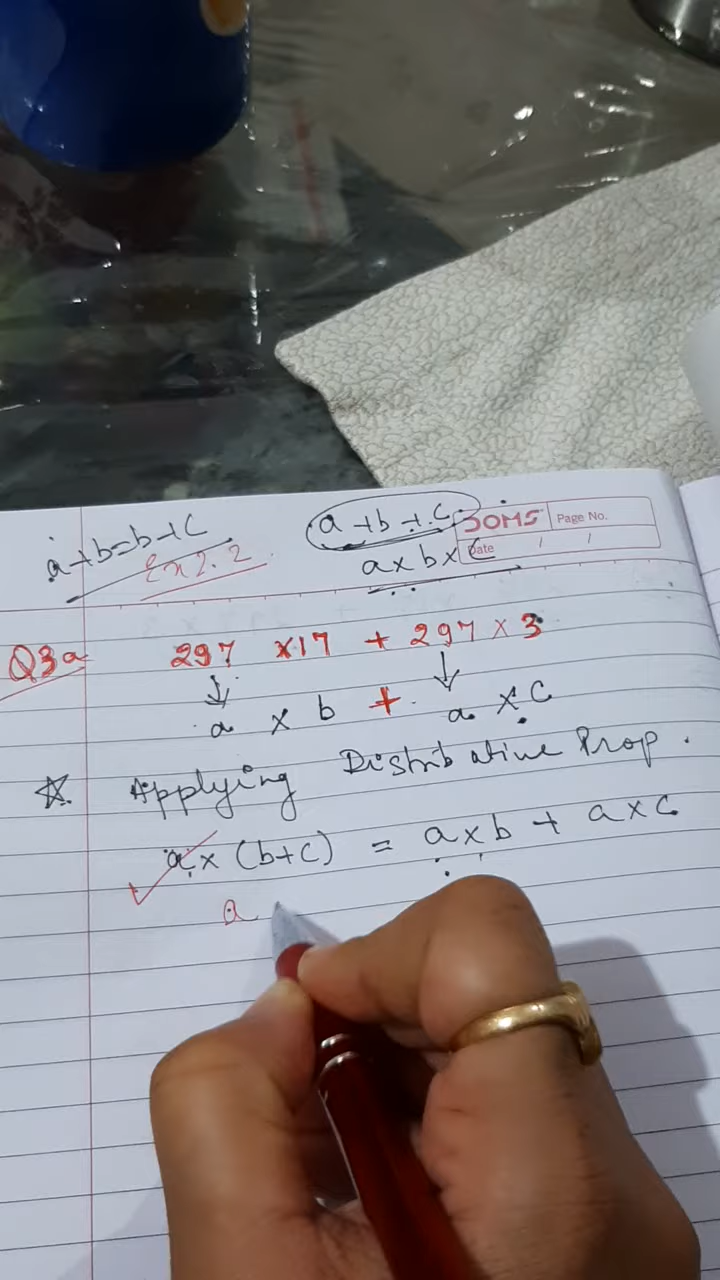 a+b=b+c
a+b+c
DOMS
Page No.
Date / /
Ex 2.2
a×b×c
Q3a 297 ×17 + 297 × 3
↓ ↓
a × b + a × c
☆ Applying Distributive Prop.
a × (b+c) = a×b + a×c
a